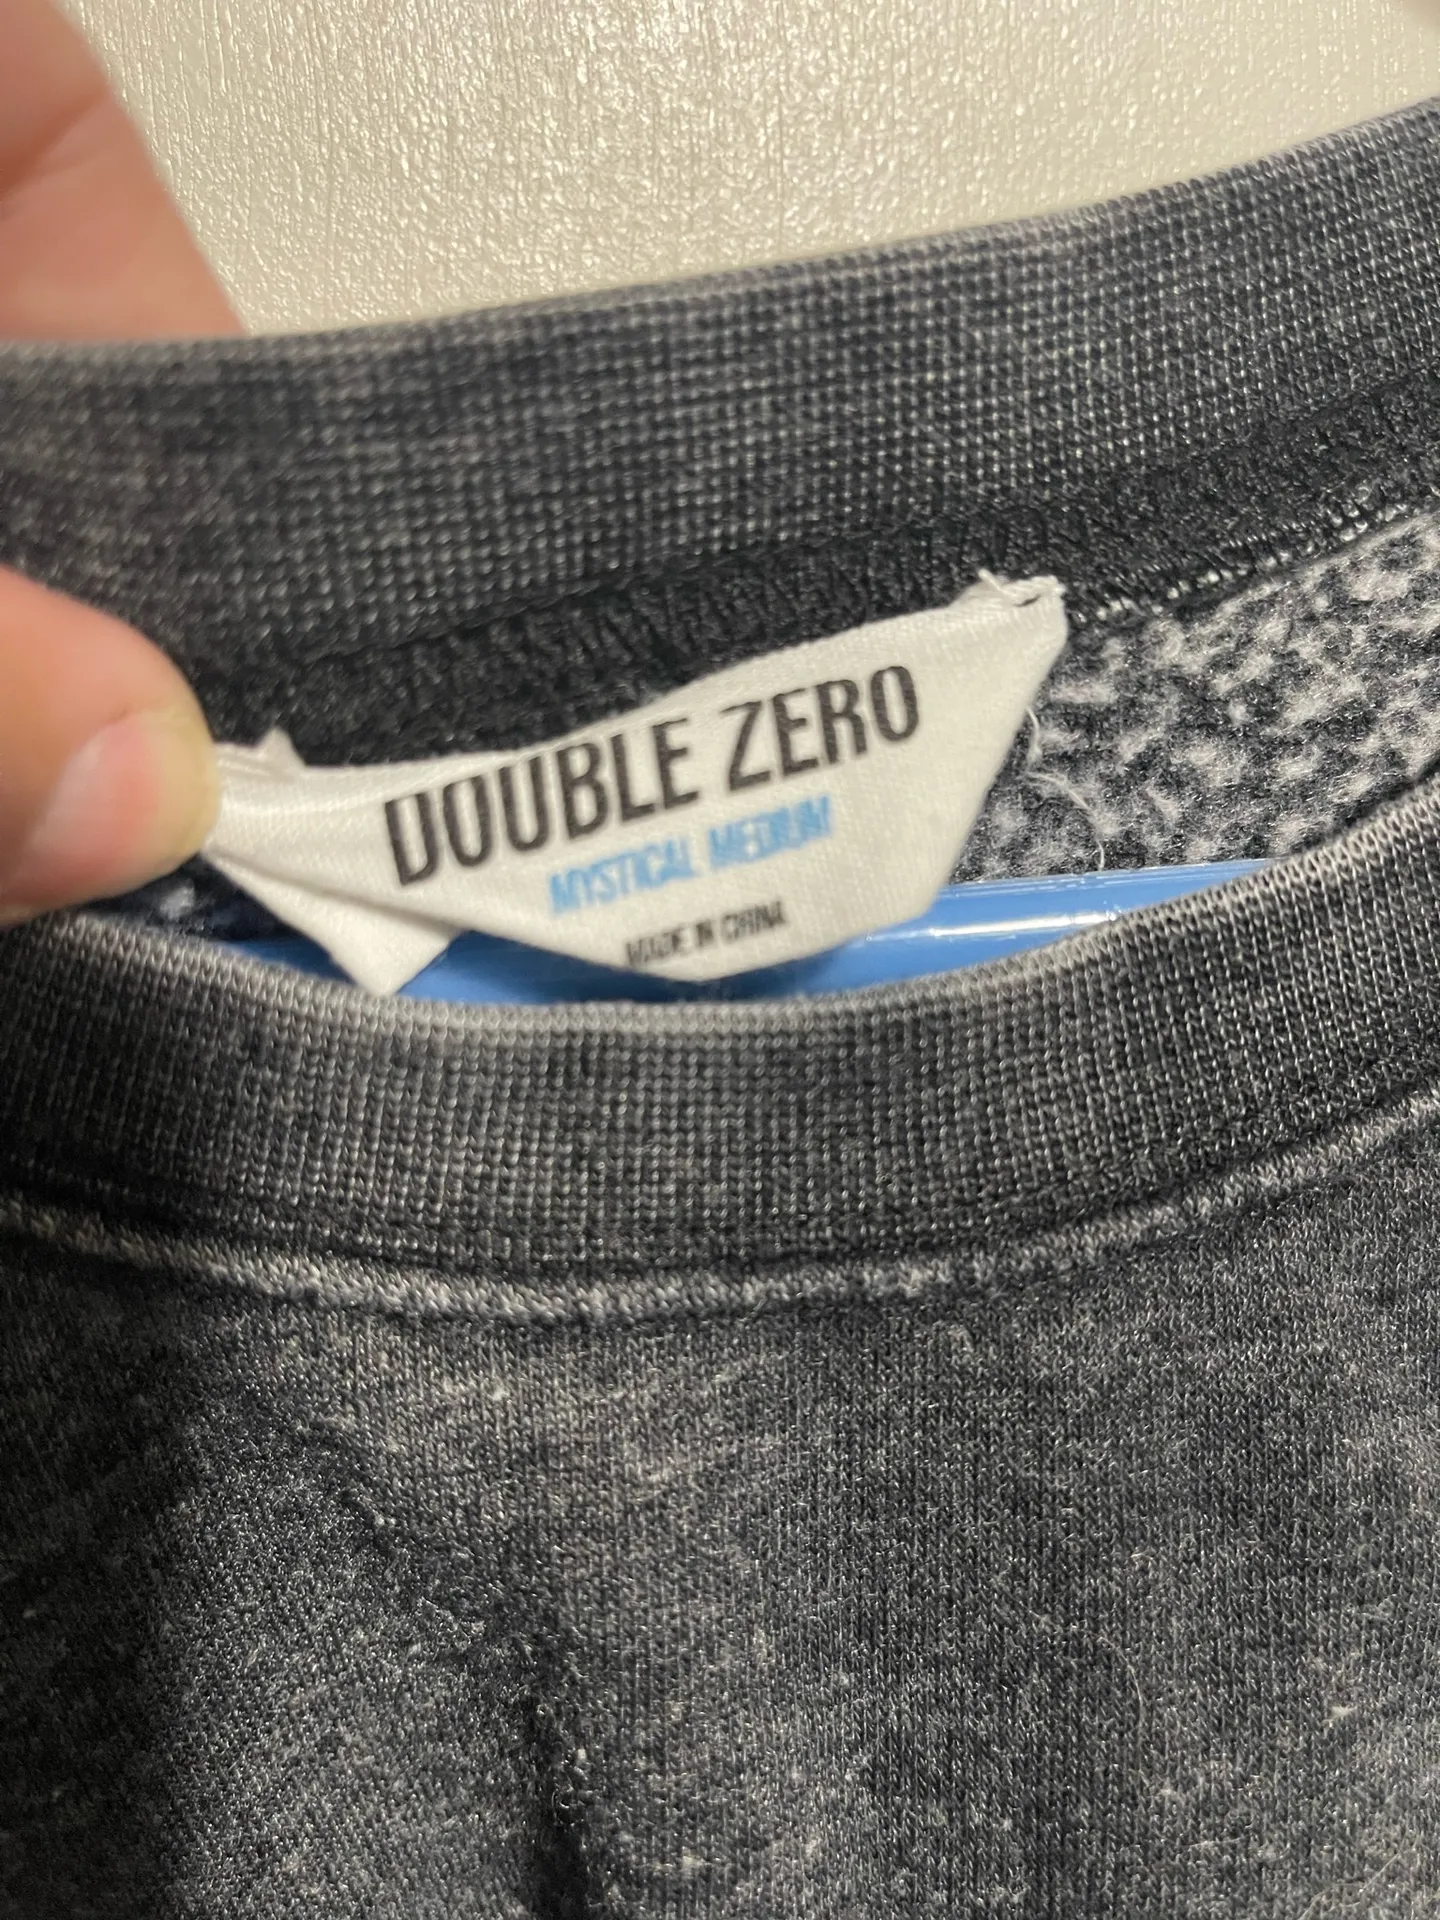 DOUBLE ZERO
MYSTICAL MEDIUM
MADE IN CHINA